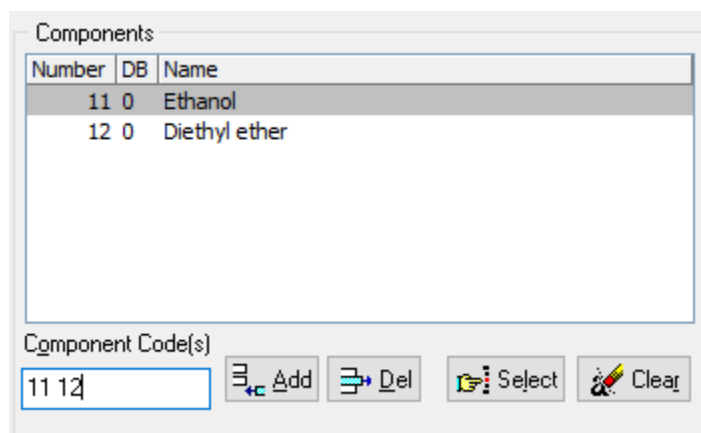 Components
Number DB Name
11 0 Ethanol
12 0 Diethyl ether
Component Code(s)
11 12 Add Del Select Clear